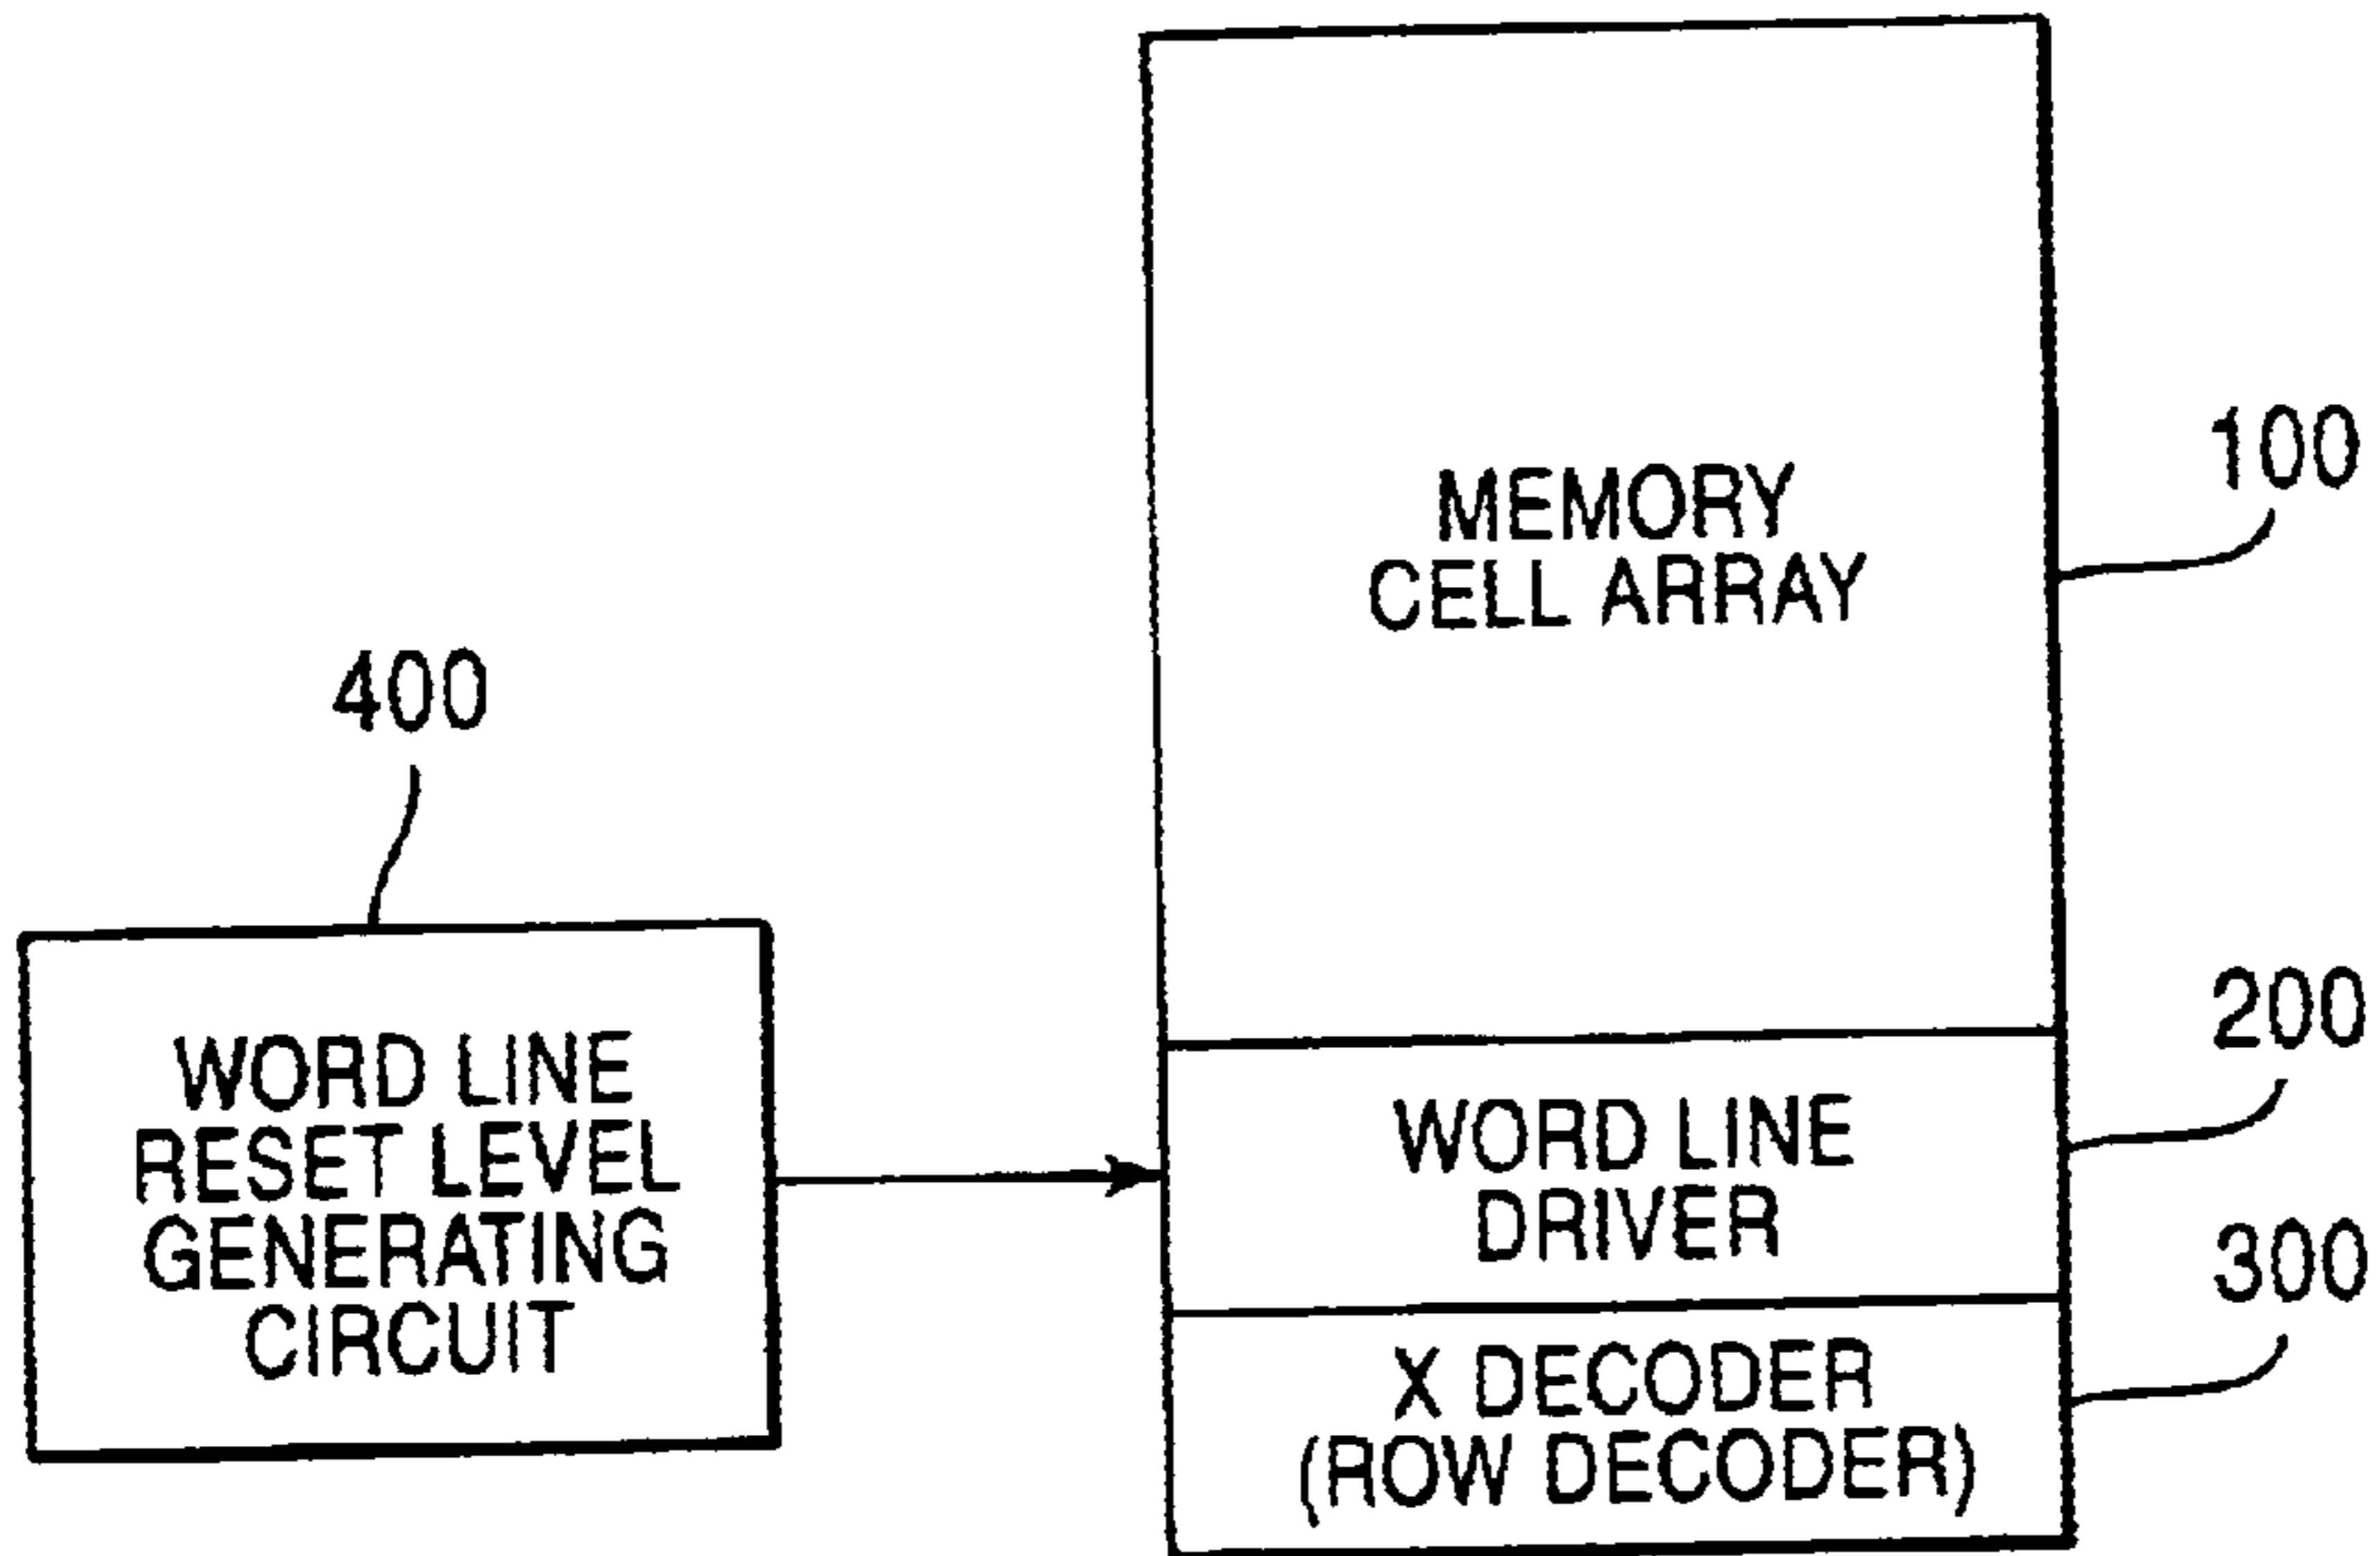 MEMORY
CELL ARRAY
100
400
WORD LINE
RESET LEVEL
GENERATING
CIRCUIT
200
WORD LINE
DRIVER
300
X DECODER
(ROW DECODER)